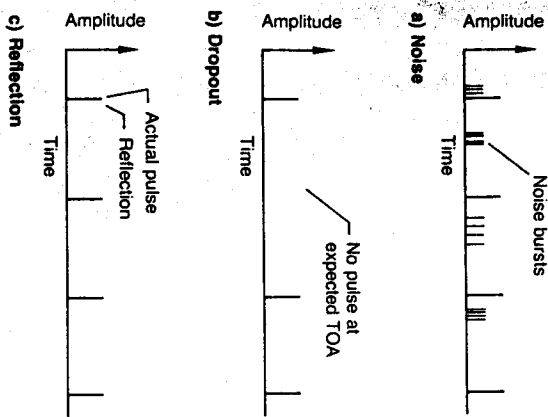 Amplitude
Time
Noise bursts
a) Noise
Amplitude
Time
No pulse at
expected TOA
b) Dropout
Amplitude
Time
Actual pulse
Reflection
c) Reflection